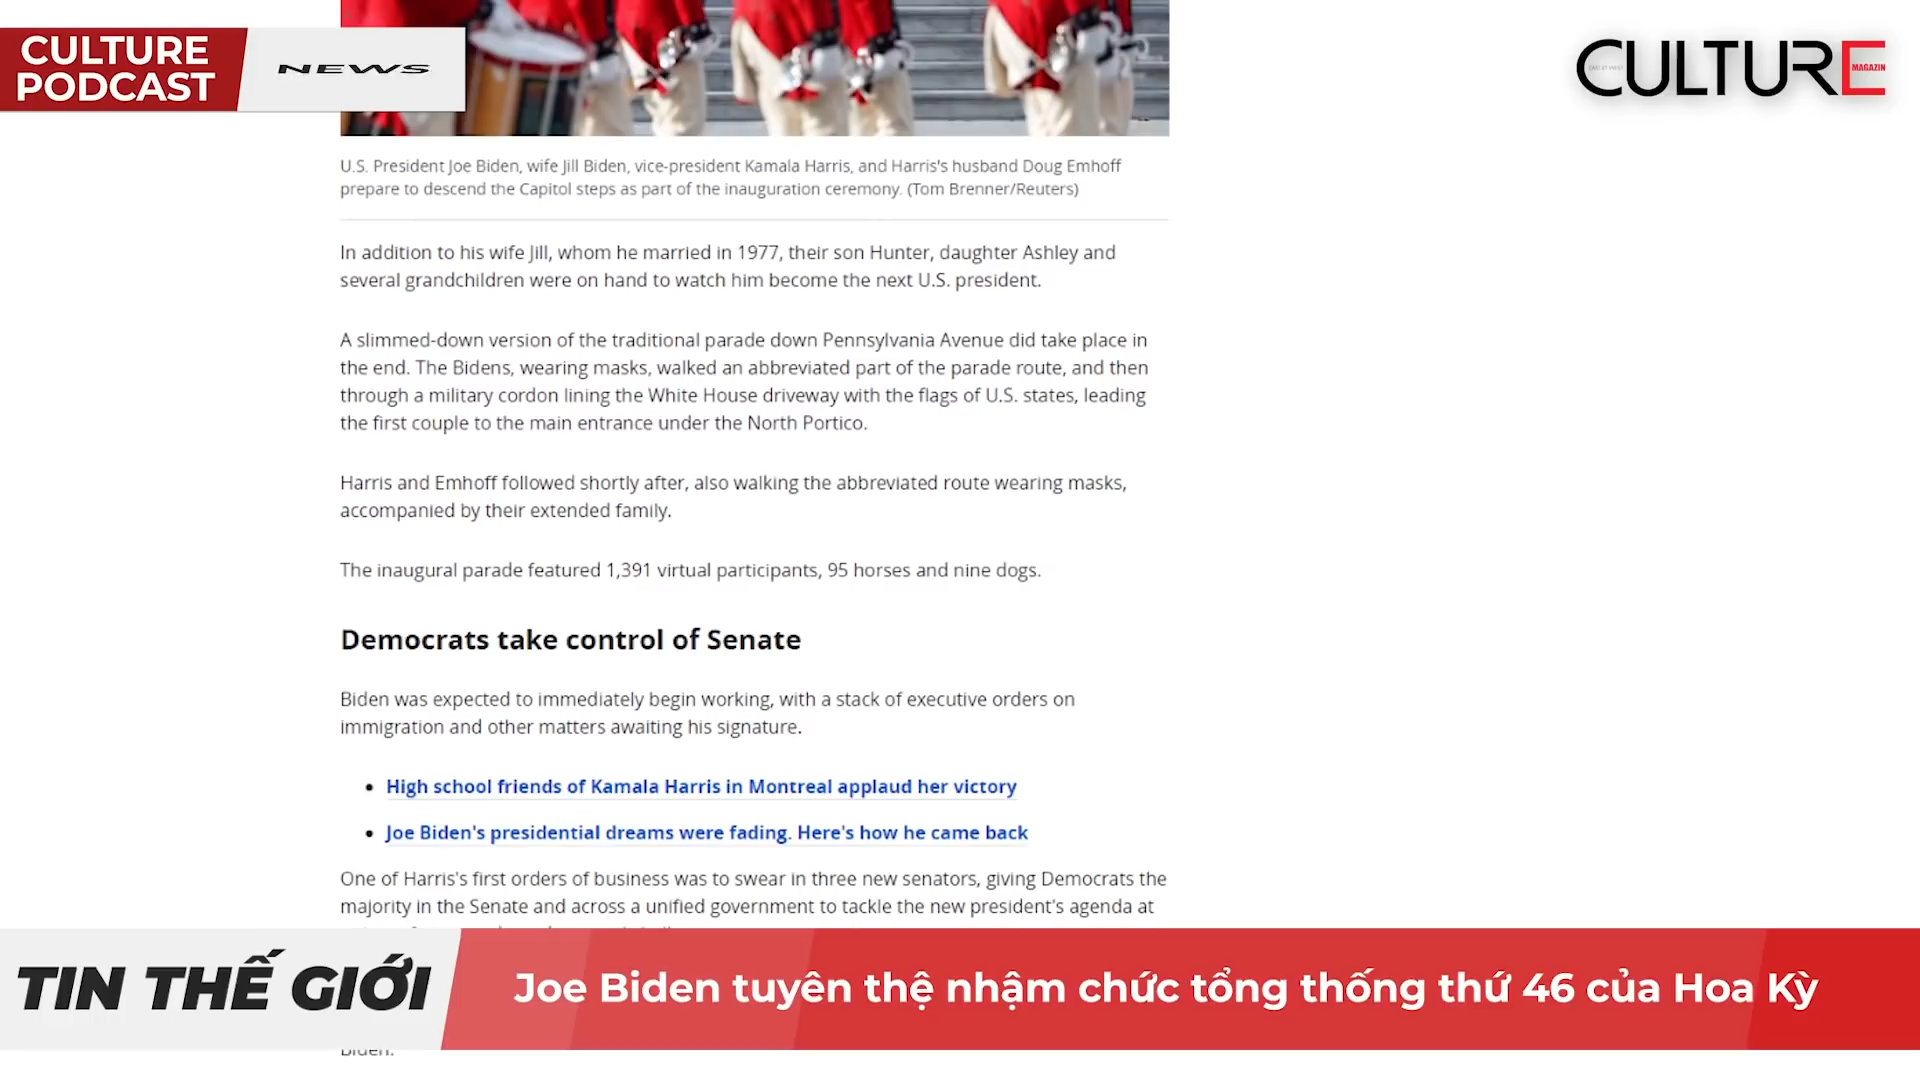 CULTURE
PODCAST
NEWS
CULTURE
MAGAZIN
U.S. President Joe Biden, wife Jill Biden, vice-president Kamala Harris, and Harris's husband Doug Emhoff
prepare to descend the Capitol steps as part of the inauguration ceremony. (Tom Brenner/Reuters)
In addition to his wife Jill, whom he married in 1977, their son Hunter, daughter Ashley and
several grandchildren were on hand to watch him become the next U.S. president.
A slimmed-down version of the traditional parade down Pennsylvania Avenue did take place in
the end. The Bidens, wearing masks, walked an abbreviated part of the parade route, and then
through a military cordon lining the White House driveway with the flags of U.S. states, leading
the first couple to the main entrance under the North Portico.
Harris and Emhoff followed shortly after, also walking the abbreviated route wearing masks,
accompanied by their extended family.
The inaugural parade featured 1,391 virtual participants, 95 horses and nine dogs.
Democrats take control of Senate
Biden was expected to immediately begin working, with a stack of executive orders on
immigration and other matters awaiting his signature.
• High school friends of Kamala Harris in Montreal applaud her victory
• Joe Biden's presidential dreams were fading. Here's how he came back
One of Harris's first orders of business was to swear in three new senators, giving Democrats the
majority in the Senate and across a unified government to tackle the new president's agenda at
TIN THẾ GIỚI
Joe Biden tuyên thệ nhậm chức tổng thống thứ 46 của Hoa Kỳ
Biden.